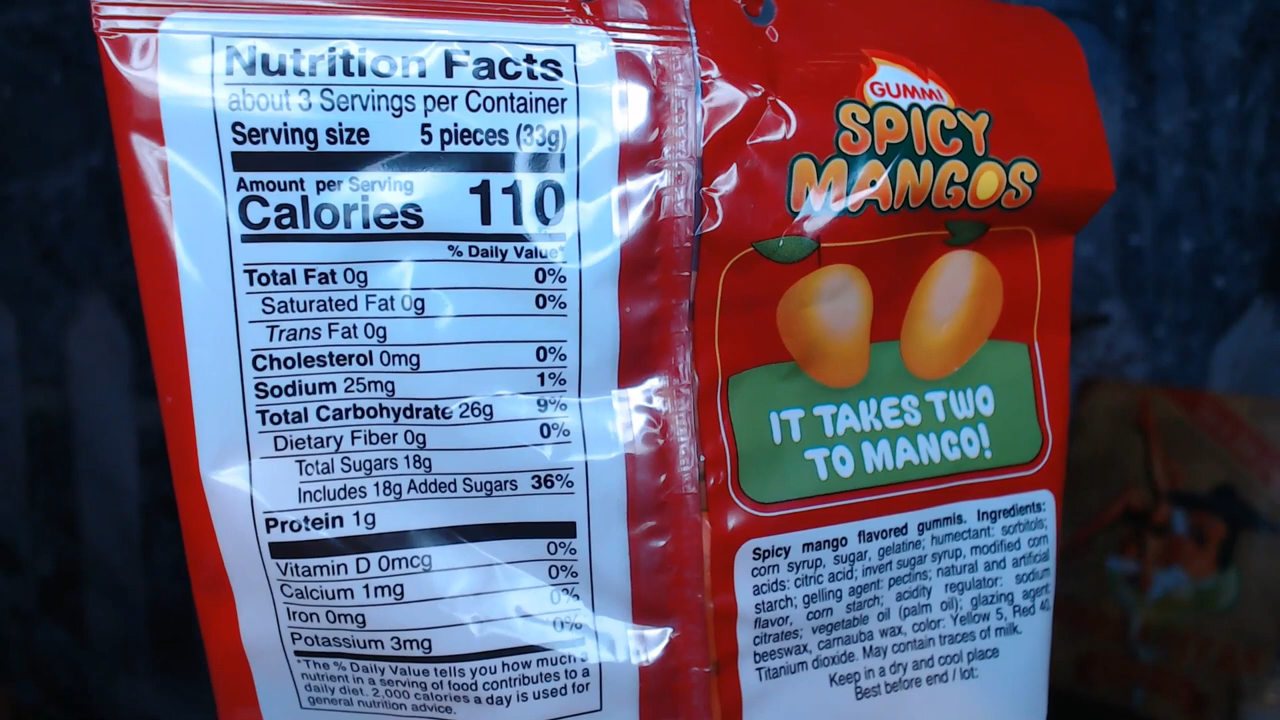 Nutrition Facts
about 3 Servings per Container
Serving size 5 pieces (33g)
Amount per Serving
Calories 110
% Daily Value*
Total Fat 0g 0%
Saturated Fat 0g 0%
Trans Fat 0g
Cholesterol 0mg 0%
Sodium 25mg 1%
Total Carbohydrate 26g 9%
Dietary Fiber 0g 0%
Total Sugars 18g
Includes 18g Added Sugars 36%
Protein 1g
Vitamin D 0mcg 0%
Calcium 1mg 0%
Iron 0mg 0%
Potassium 3mg 0%
*The % Daily Value tells you how much a
nutrient in a serving of food contributes to a
daily diet. 2,000 calories a day is used for
general nutrition advice.
GUMMI
SPICY
MANGOS
IT TAKES TWO
TO MANGO!
Spicy mango flavored gummis. Ingredients:
corn syrup, sugar, gelatine; humectant: sorbitols;
acids: citric acid; invert sugar syrup, modified corn
starch; gelling agent: pectins; natural and artificial
flavor, corn starch; acidity regulator: sodium
citrates; vegetable oil (palm oil); glazing agent
beeswax, carnauba wax, color: Yellow 5, Red 40,
Titanium dioxide. May contain traces of milk.
Keep in a dry and cool place
Best before end / lot: